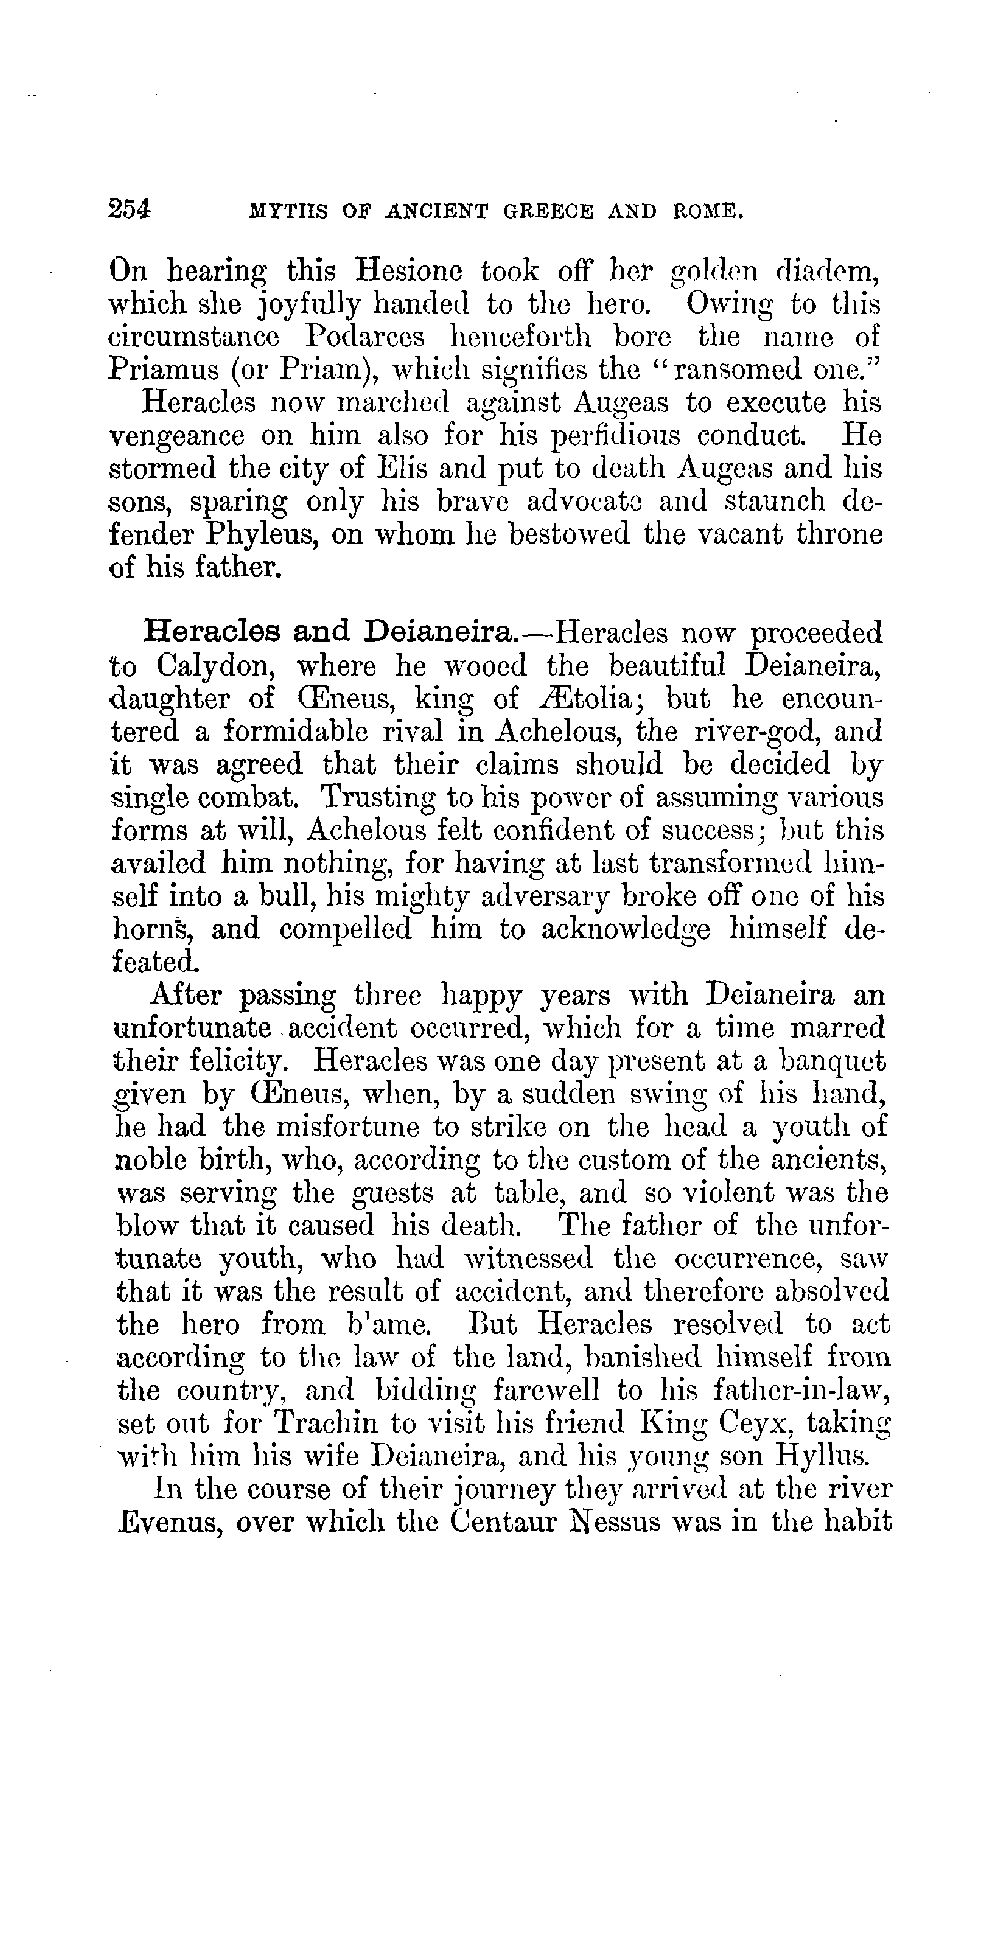 254 MYTHS OF ANCIENT GREECE AND ROME.
On hearing this Hesione took off her golden diadem,
which she joyfully handed to the hero. Owing to this
circumstance Podarces henceforth bore the name of
Priamus (or Priam), which signifies the “ransomed one.”
Heracles now marched against Augeas to execute his
vengeance on him also for his perfidious conduct. He
stormed the city of Elis and put to death Augeas and his
sons, sparing only his brave advocate and staunch de-
fender Phyleus, on whom he bestowed the vacant throne
of his father.
Heracles and Deianeira.—Heracles now proceeded
to Calydon, where he wooed the beautiful Deianeira,
daughter of Œneus, king of Ætolia; but he encoun-
tered a formidable rival in Achelous, the river-god, and
it was agreed that their claims should be decided by
single combat. Trusting to his power of assuming various
forms at will, Achelous felt confident of success; but this
availed him nothing, for having at last transformed him-
self into a bull, his mighty adversary broke off one of his
horns, and compelled him to acknowledge himself de-
feated.
After passing three happy years with Deianeira an
unfortunate accident occurred, which for a time marred
their felicity. Heracles was one day present at a banquet
given by Œneus, when, by a sudden swing of his hand,
he had the misfortune to strike on the head a youth of
noble birth, who, according to the custom of the ancients,
was serving the guests at table, and so violent was the
blow that it caused his death. The father of the unfor-
tunate youth, who had witnessed the occurrence, saw
that it was the result of accident, and therefore absolved
the hero from b'ame. But Heracles resolved to act
according to the law of the land, banished himself from
the country, and bidding farewell to his father-in-law,
set out for Trachin to visit his friend King Ceyx, taking
with him his wife Deianeira, and his young son Hyllus.
In the course of their journey they arrived at the river
Evenus, over which the Centaur Nessus was in the habit